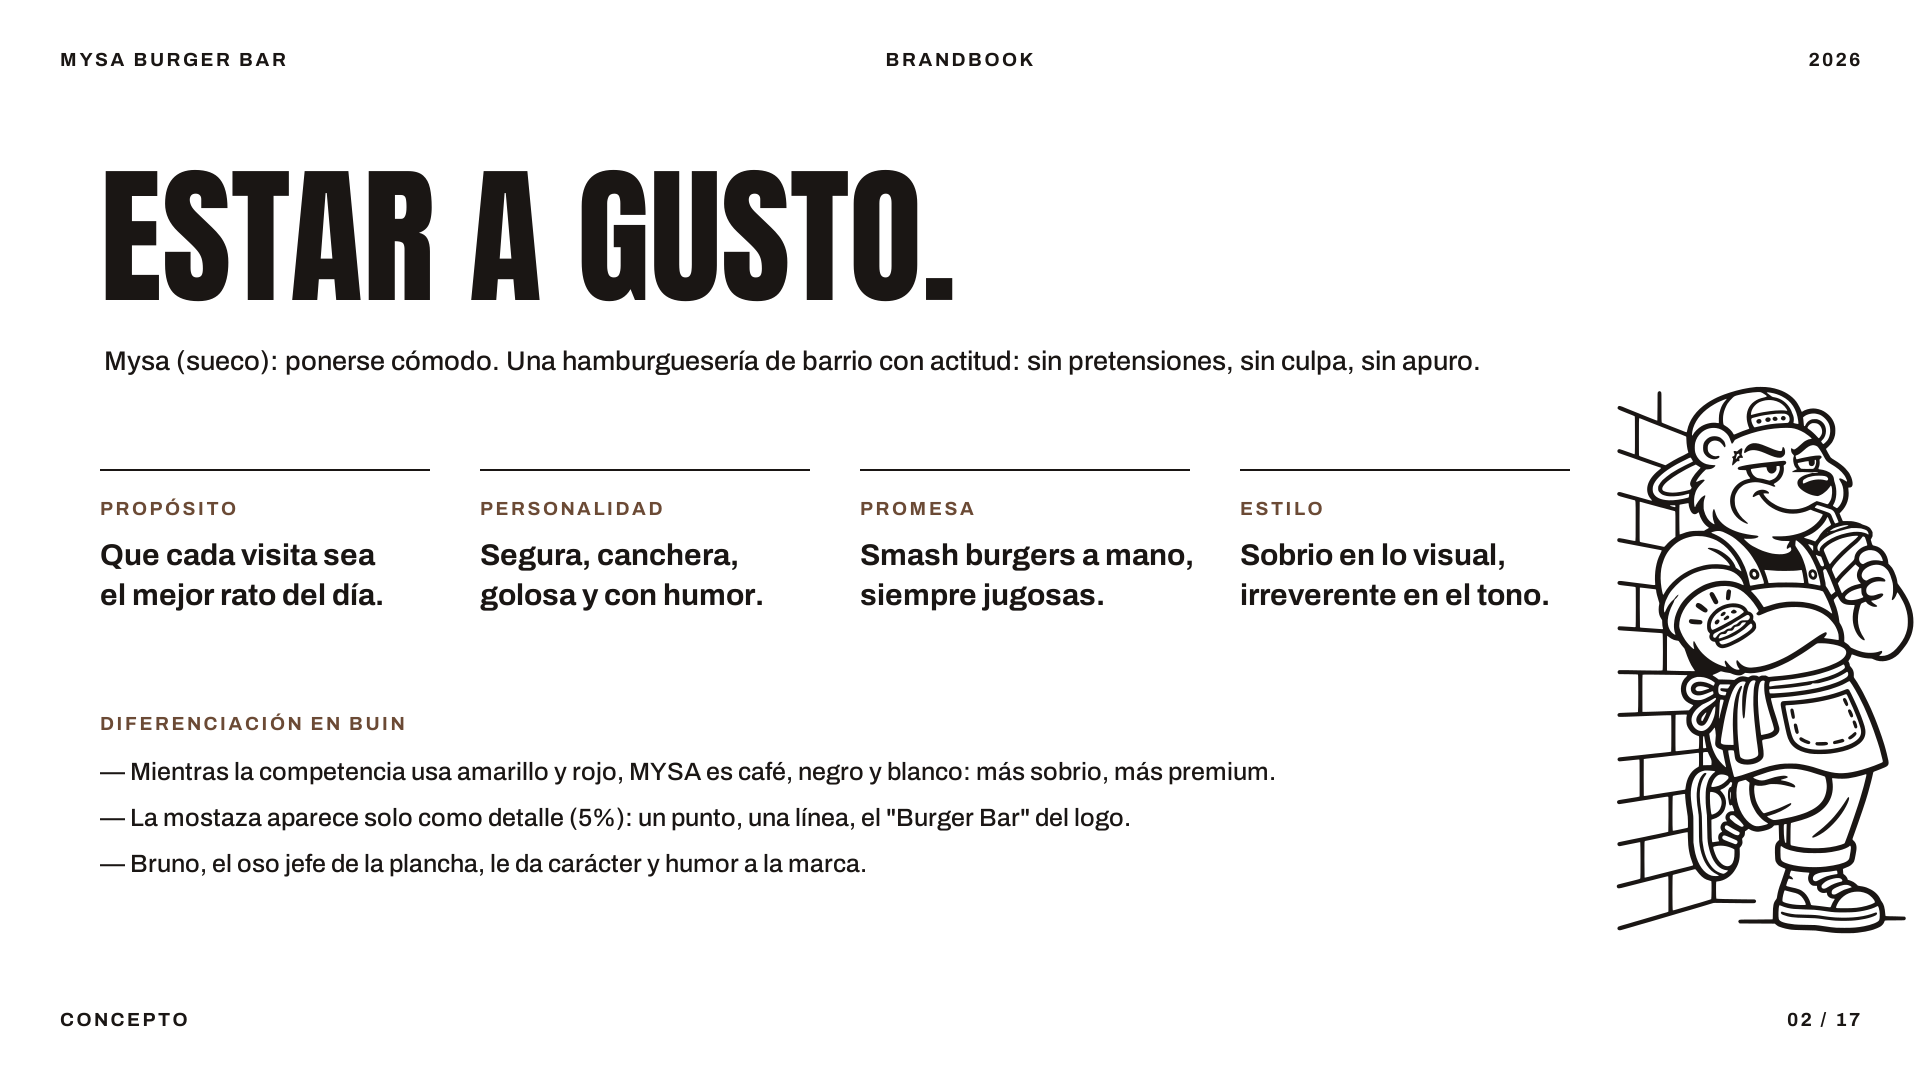 MYSA BURGER BAR
BRANDBOOK
2026
ESTAR A GUSTO.
Mysa (sueco): ponerse cómodo. Una hamburguesería de barrio con actitud: sin pretensiones, sin culpa, sin apuro.
PROPÓSITO
Que cada visita sea
el mejor rato del día.
PERSONALIDAD
Segura, canchera,
golosa y con humor.
PROMESA
Smash burgers a mano,
siempre jugosas.
ESTILO
Sobrio en lo visual,
irreverente en el tono.
DIFERENCIACIÓN EN BUIN
— Mientras la competencia usa amarillo y rojo, MYSA es café, negro y blanco: más sobrio, más premium.
— La mostaza aparece solo como detalle (5%): un punto, una línea, el "Burger Bar" del logo.
— Bruno, el oso jefe de la plancha, le da carácter y humor a la marca.
CONCEPTO
02 / 17